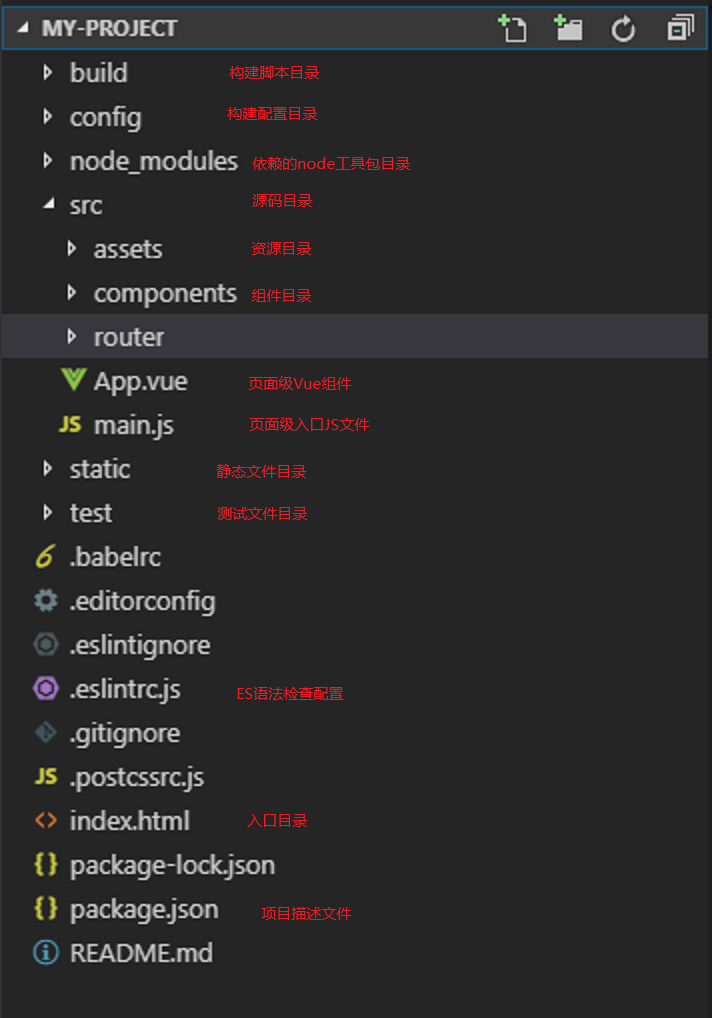 MY-PROJECT
build 构建脚本目录
config 构建配置目录
node_modules 依赖的node工具包目录
src 源码目录
assets 资源目录
components 组件目录
router
App.vue 页面级Vue组件
JS main.js 页面级入口JS文件
static 静态文件目录
test 测试文件目录
6 .babelrc
.editorconfig
.eslintignore
.eslintrc.js ES语法检查配置
.gitignore
JS .postcssrc.js
<> index.html 入口目录
{} package-lock.json
{} package.json 项目描述文件
README.md